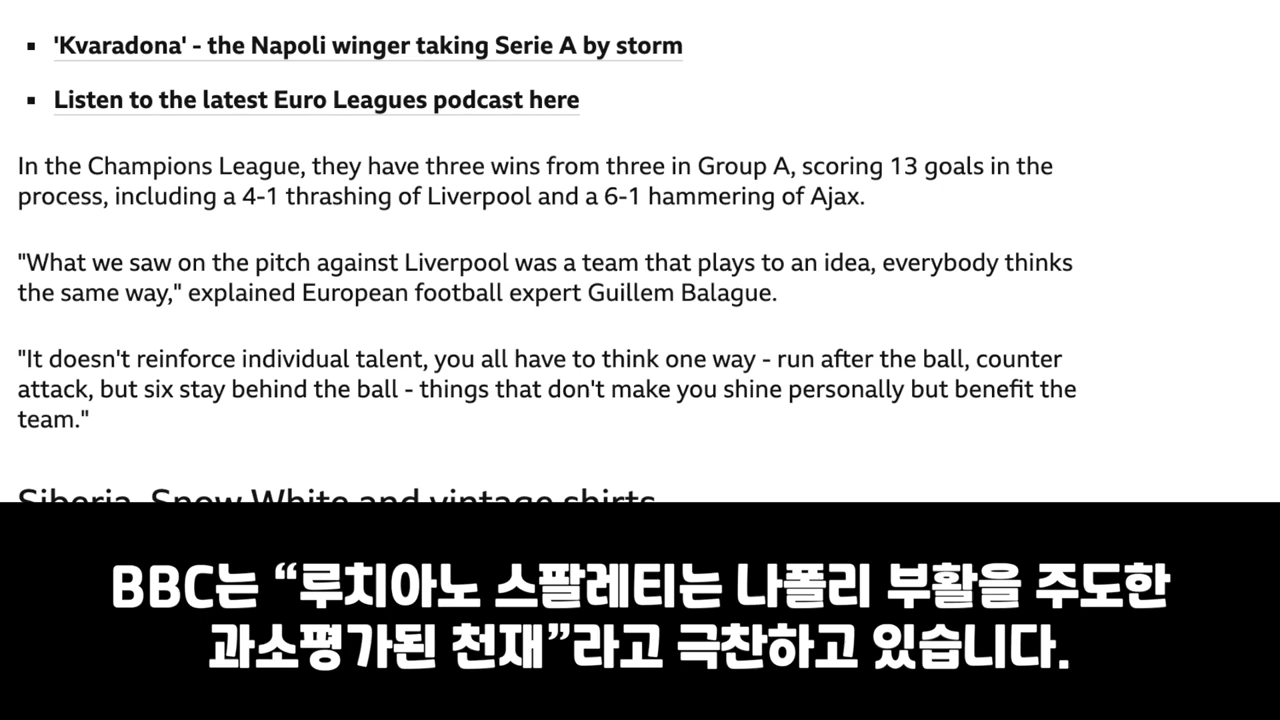 'Kvaradona' - the Napoli winger taking Serie A by storm
Listen to the latest Euro Leagues podcast here
In the Champions League, they have three wins from three in Group A, scoring 13 goals in the
process, including a 4-1 thrashing of Liverpool and a 6-1 hammering of Ajax.
"What we saw on the pitch against Liverpool was a team that plays to an idea, everybody thinks
the same way," explained European football expert Guillem Balague.
"It doesn't reinforce individual talent, you all have to think one way - run after the ball, counter
attack, but six stay behind the ball - things that don't make you shine personally but benefit the
team."
Siberia, Snow White and vintage shirts
BBC는 “루치아노 스팔레티는 나폴리 부활을 주도한
과소평가된 천재”라고 극찬하고 있습니다.